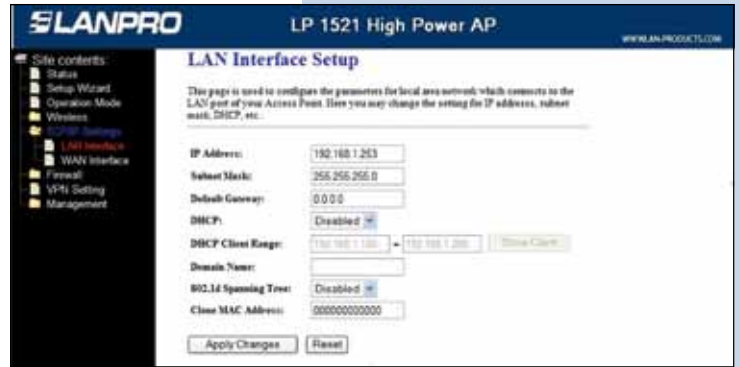 LANPRO
LP 1521 High Power AP
WWW.LAN-PRODUCTS.COM
Site contents:
Status
Setup Wizard
Operation Mode
Wireless
TCP/IP Settings
LAN Interface
WAN Interface
Firewall
VPN Setting
Management
LAN Interface Setup
This page is used to configure the parameters for local area network which connects to the
LAN port of your Access Point. Here you may change the setting for IP addresss, subnet
mask, DHCP, etc..
IP Address: 192.168.1.253
Subnet Mask: 255.255.255.0
Default Gateway: 0.0.0.0
DHCP: Disabled
DHCP Client Range: 192.168.1.100 - 192.168.1.200 Show Client
Domain Name:
802.1d Spanning Tree: Disabled
Clone MAC Address: 000000000000
Apply Changes Reset